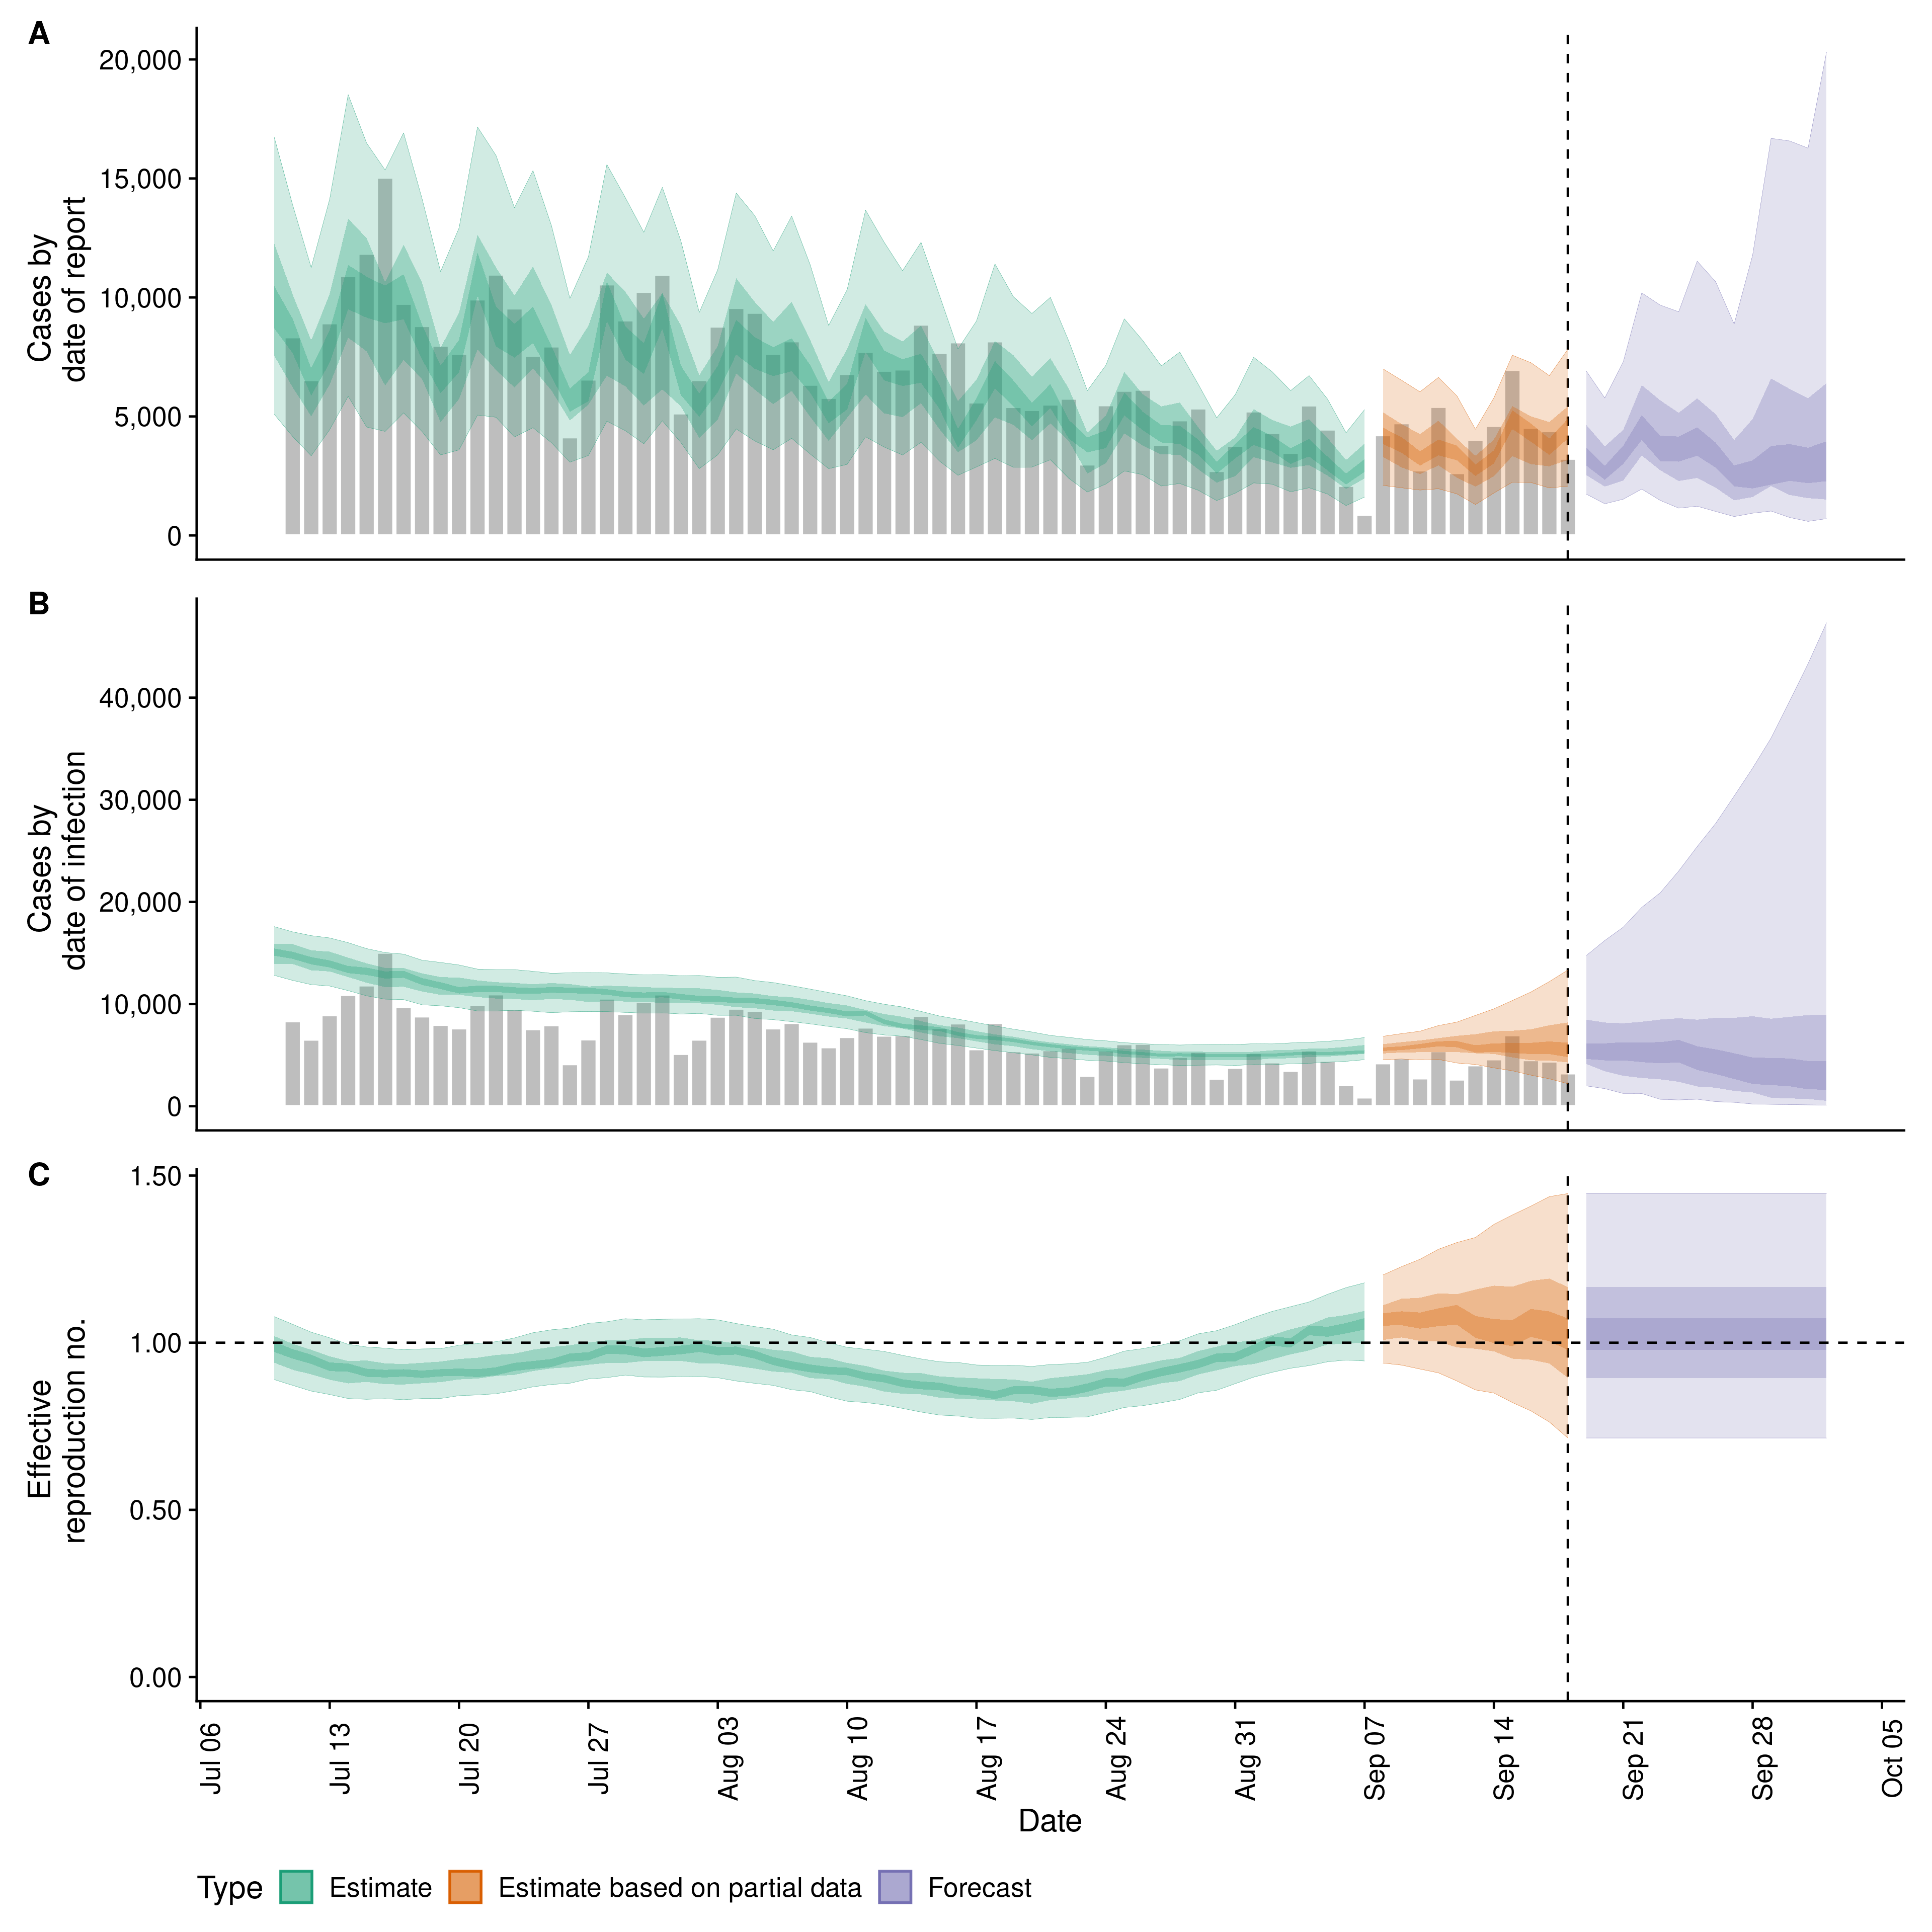 A
Cases by
date of report
20,000
15,000
10,000
5,000
0
B
Cases by
date of infection
40,000
30,000
20,000
10,000
0
C
Effective
reproduction no.
1.50
1.00
0.50
0.00
Jul 06
Jul 13
Jul 20
Jul 27
Aug 03
Aug 10
Aug 17
Aug 24
Aug 31
Sep 07
Sep 14
Sep 21
Sep 28
Oct 05
Date
Type Estimate Estimate based on partial data Forecast